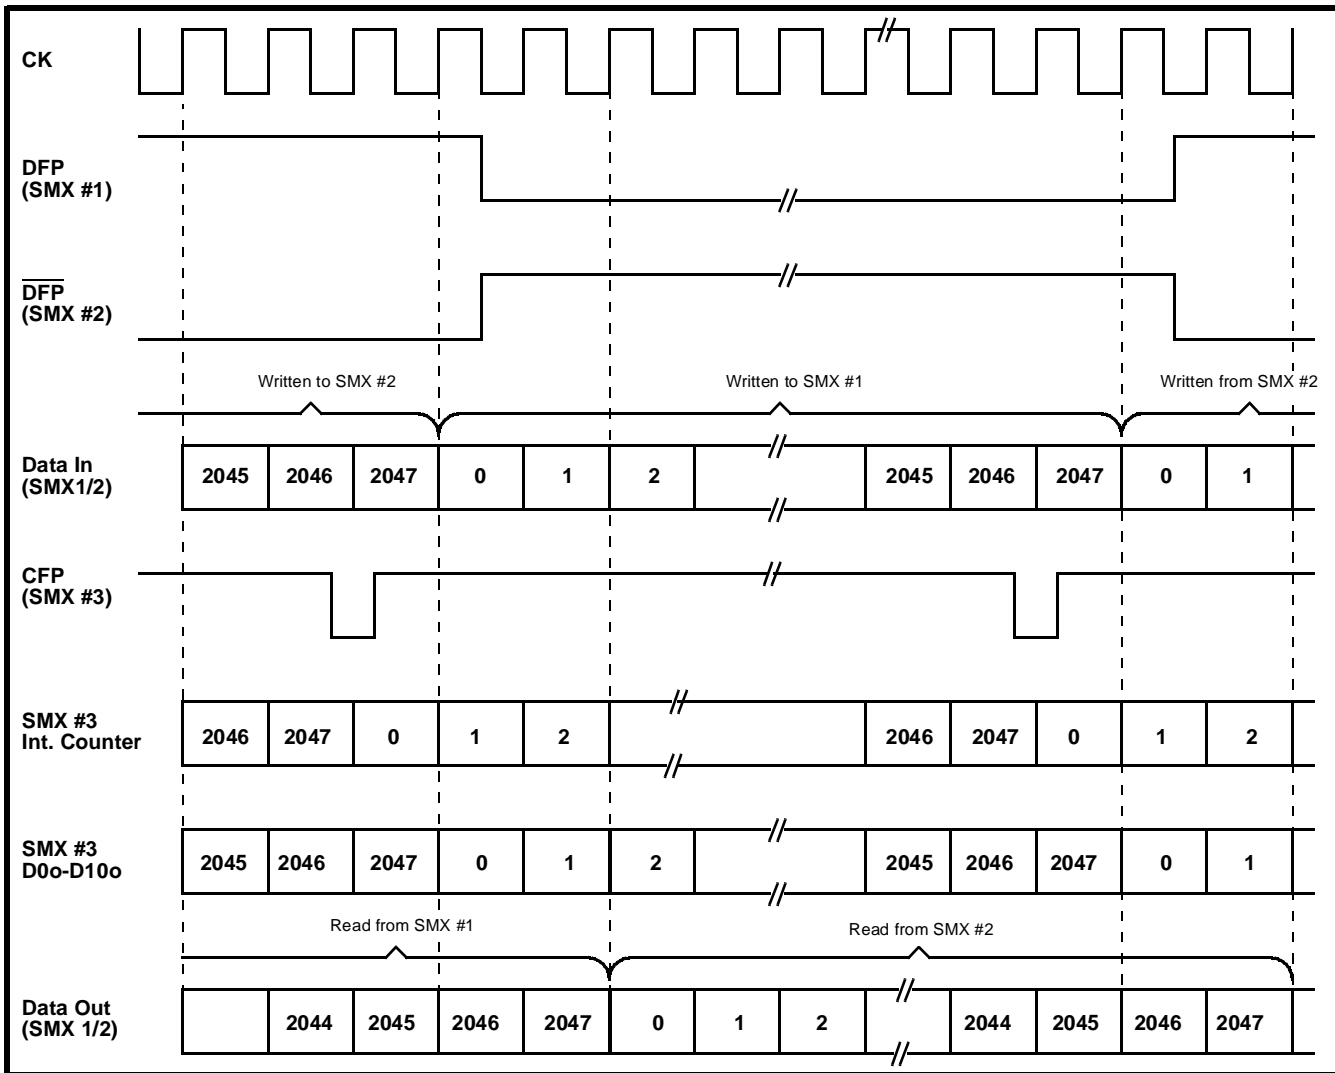 CK
DFP
(SMX #1)
DFP
(SMX #2)
Written to SMX #2 Written to SMX #1 Written from SMX #2
Data In
(SMX1/2)
2045 2046 2047 0 1 2 2045 2046 2047 0 1
CFP
(SMX #3)
SMX #3
Int. Counter
2046 2047 0 1 2 2046 2047 0 1 2
SMX #3
D0o-D10o
2045 2046 2047 0 1 2 2045 2046 2047 0 1
Read from SMX #1 Read from SMX #2
Data Out
(SMX 1/2)
2044 2045 2046 2047 0 1 2 2044 2045 2046 2047